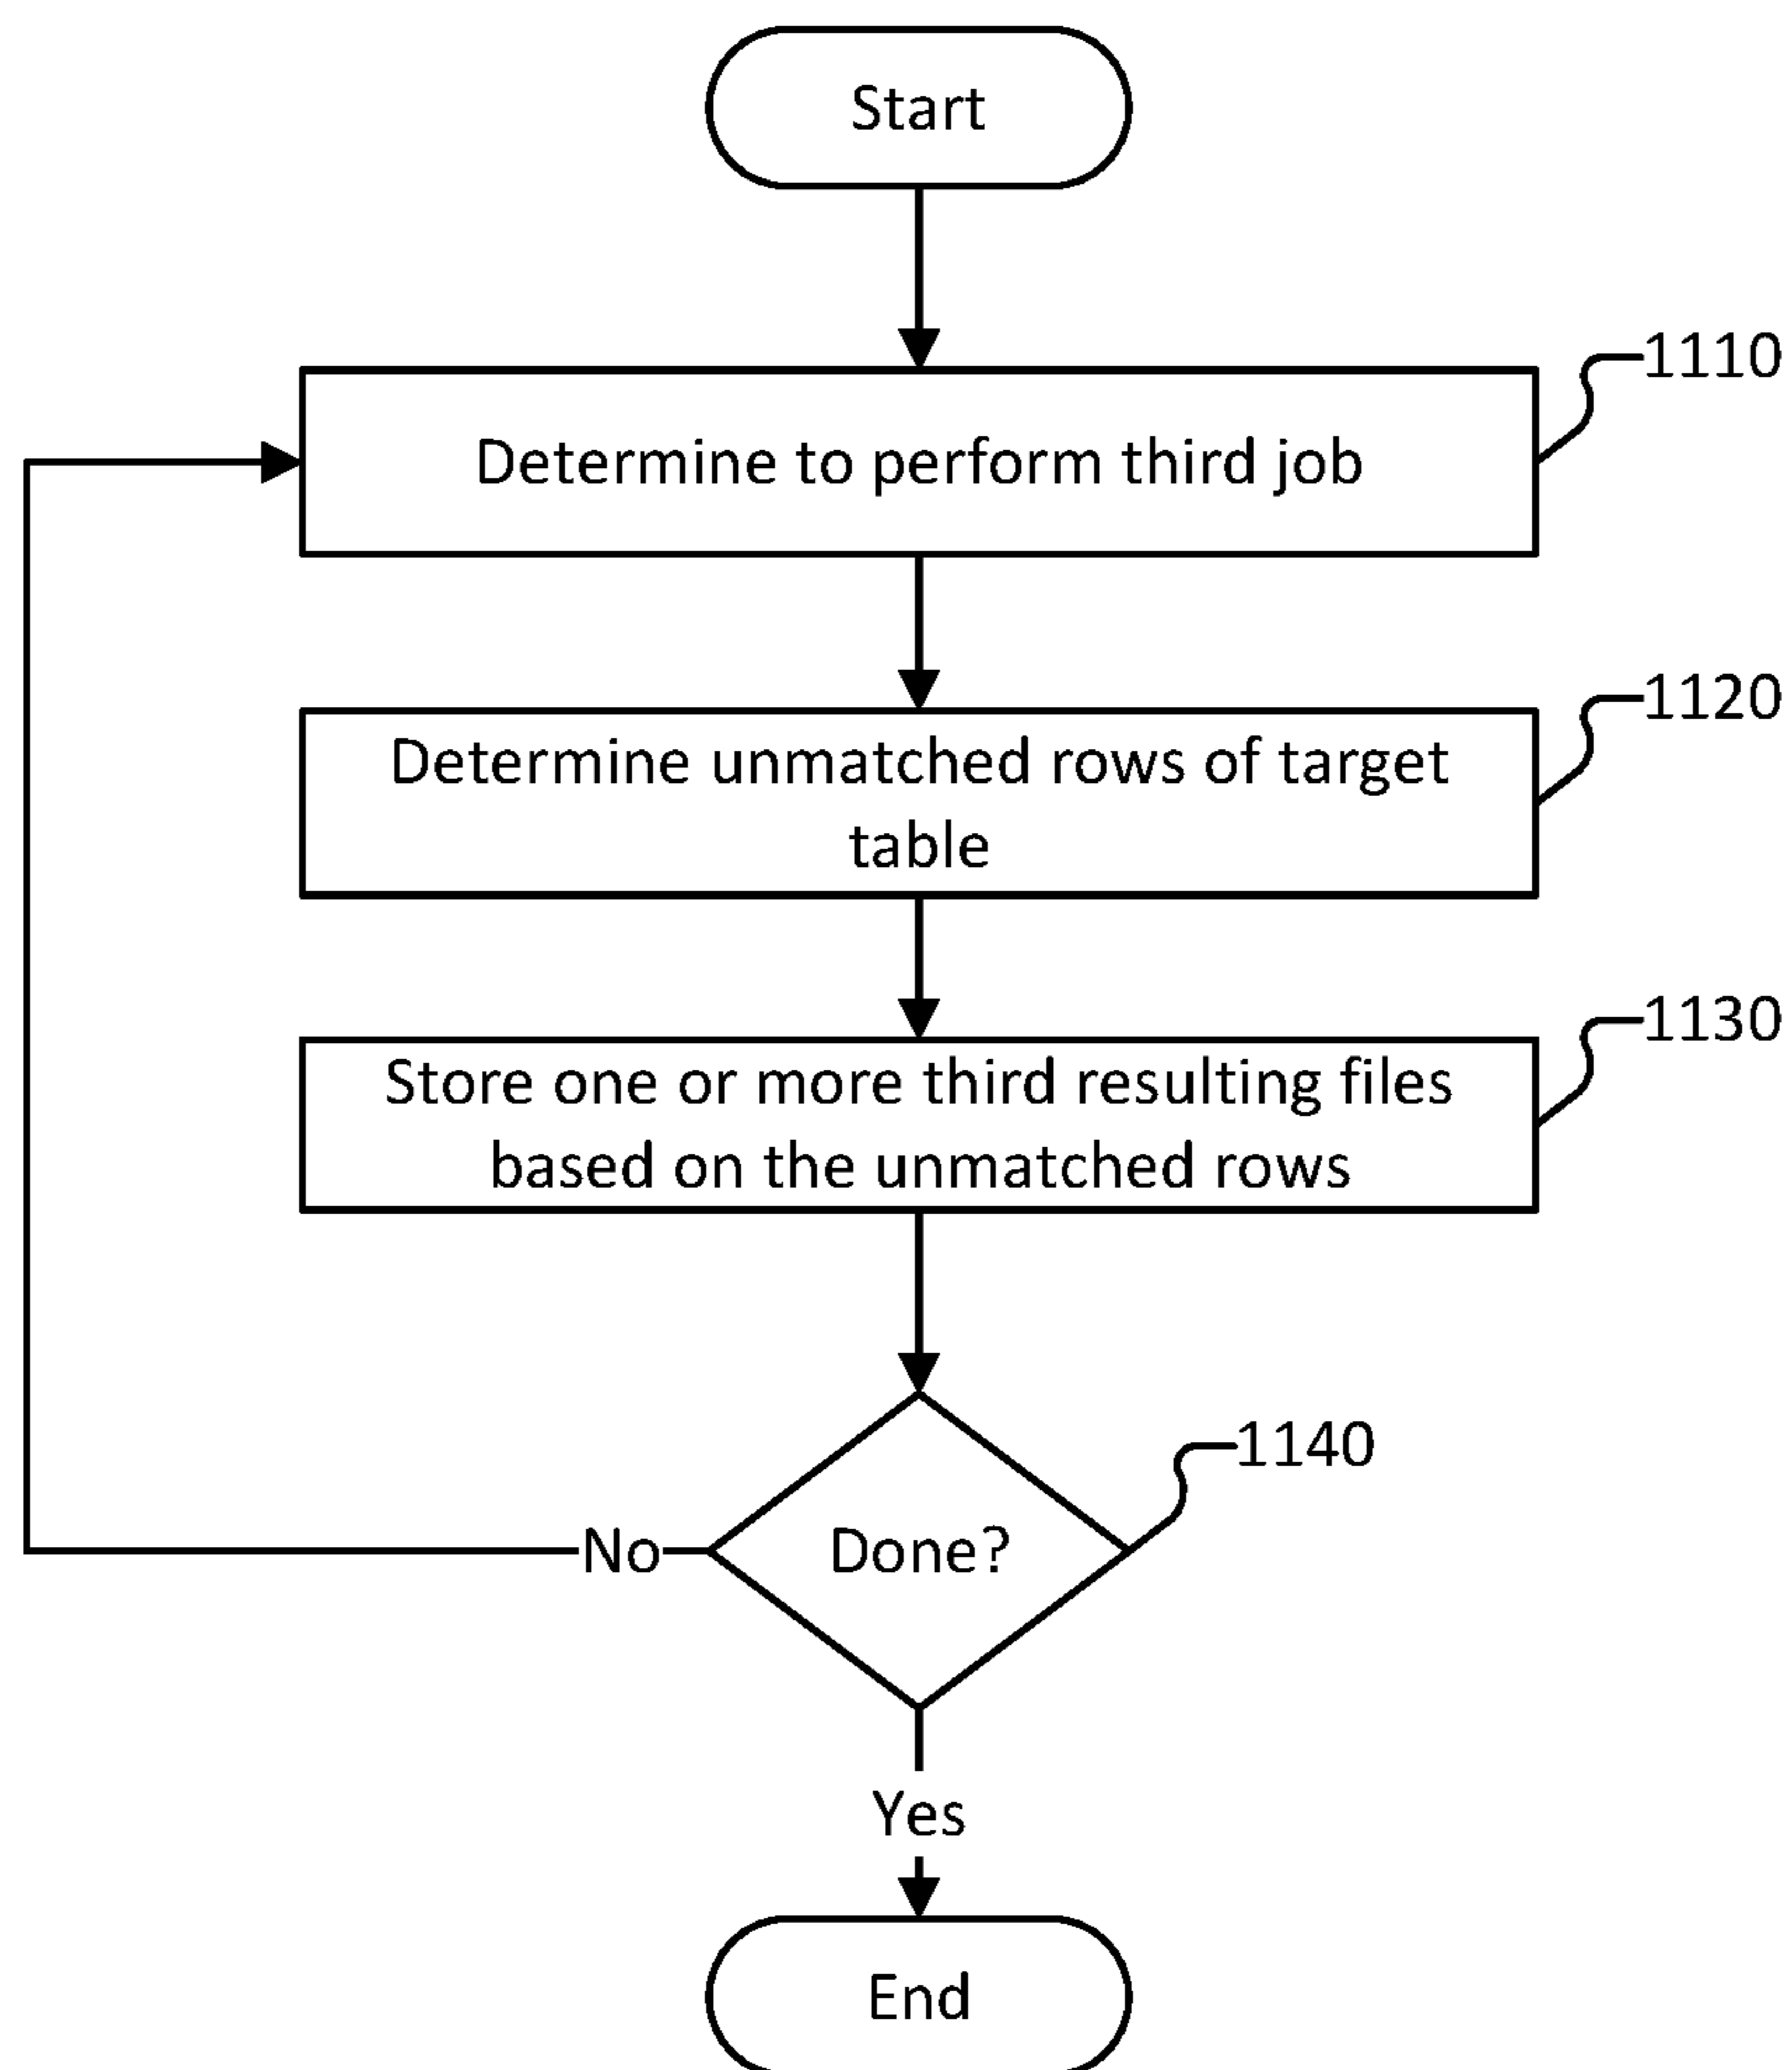 Start
1110
Determine to perform third job
1120
Determine unmatched rows of target
table
1130
Store one or more third resulting files
based on the unmatched rows
1140
Done?
No
Yes
End